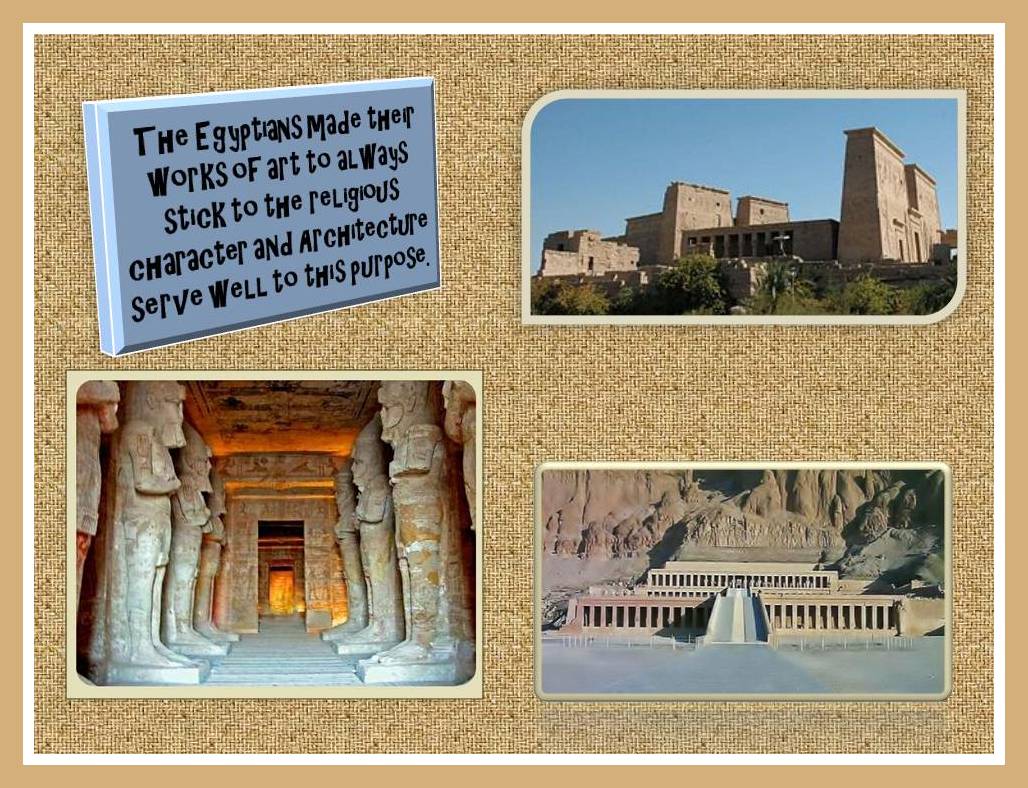 The Egyptians made their
works of art to always
stick to the religious
character and Architecture
serve well to this purpose.